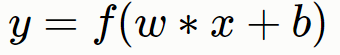 y = f(w * x + b)